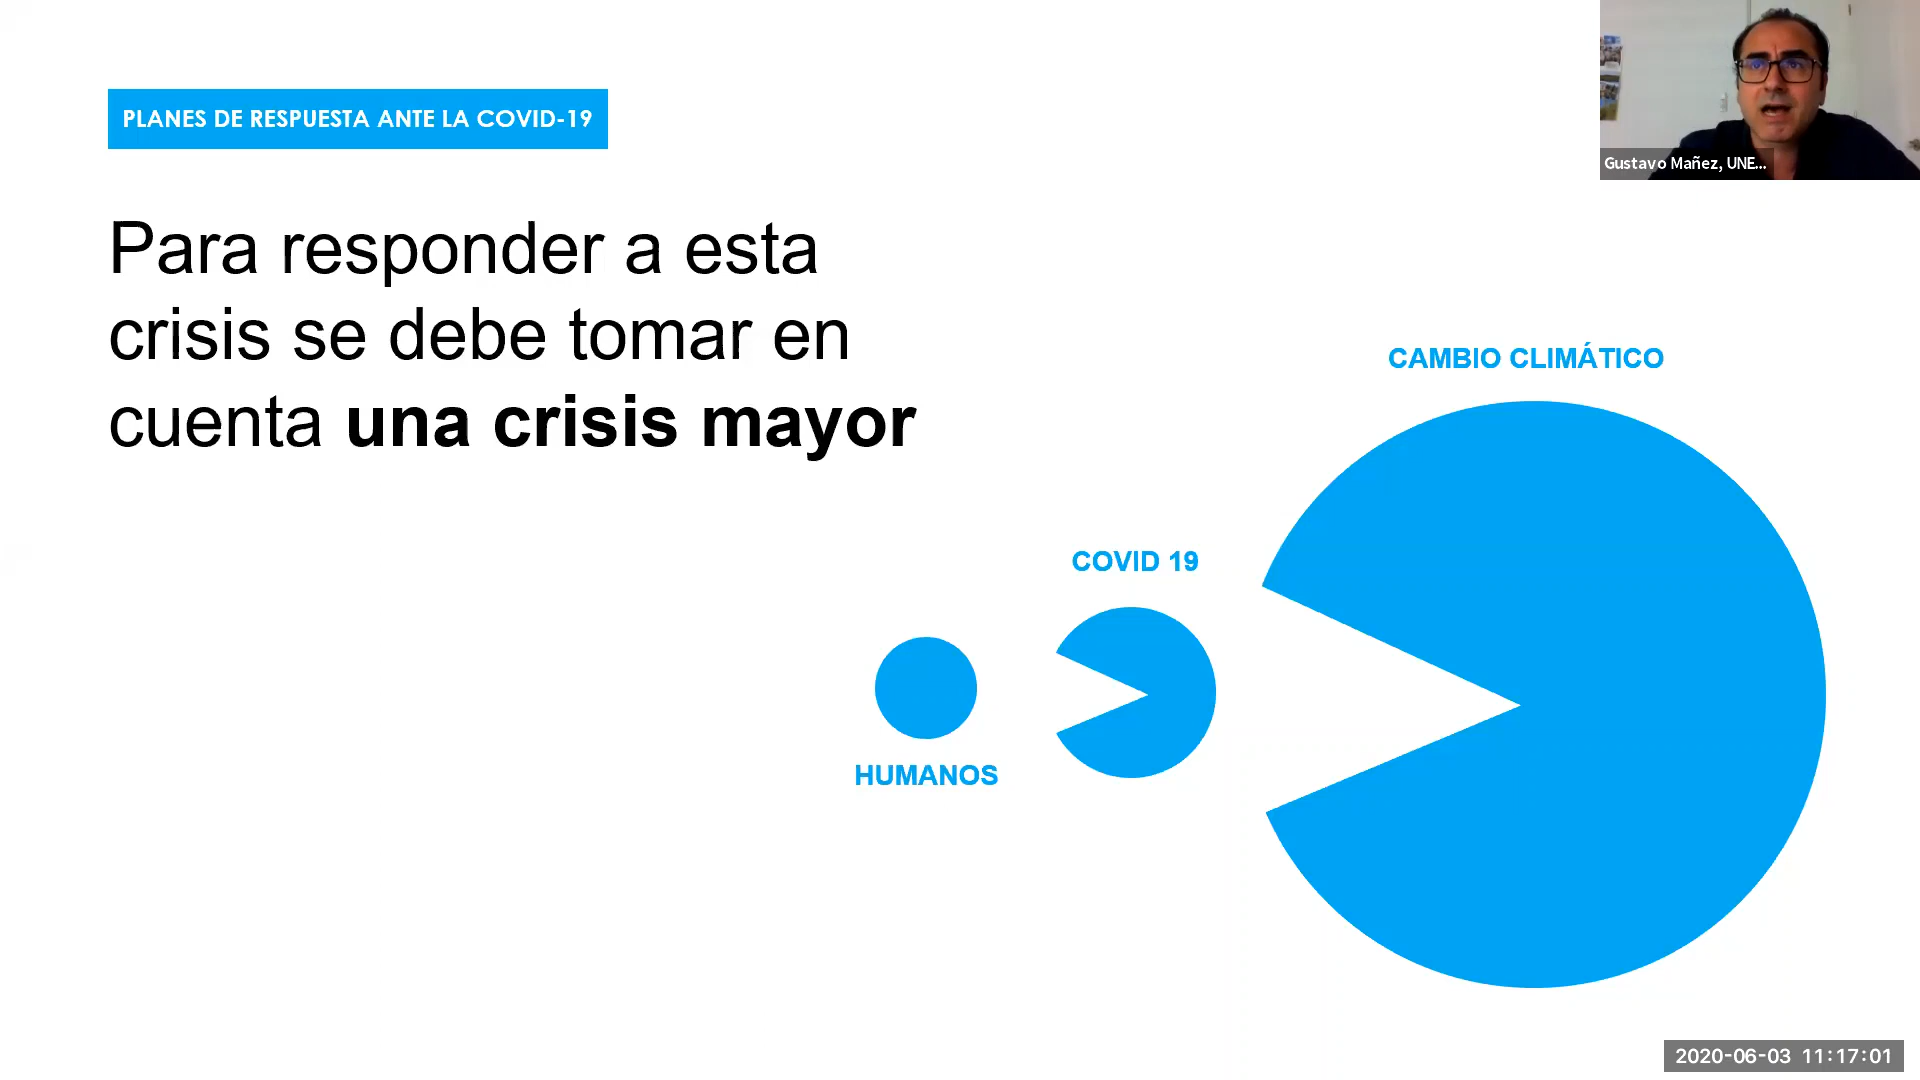 PLANES DE RESPUESTA ANTE LA COVID-19
Gustavo Mañez, UNE...
Para responder a esta
crisis se debe tomar en
cuenta una crisis mayor
CAMBIO CLIMÁTICO
COVID 19
HUMANOS
2020-06-03 11:17:01